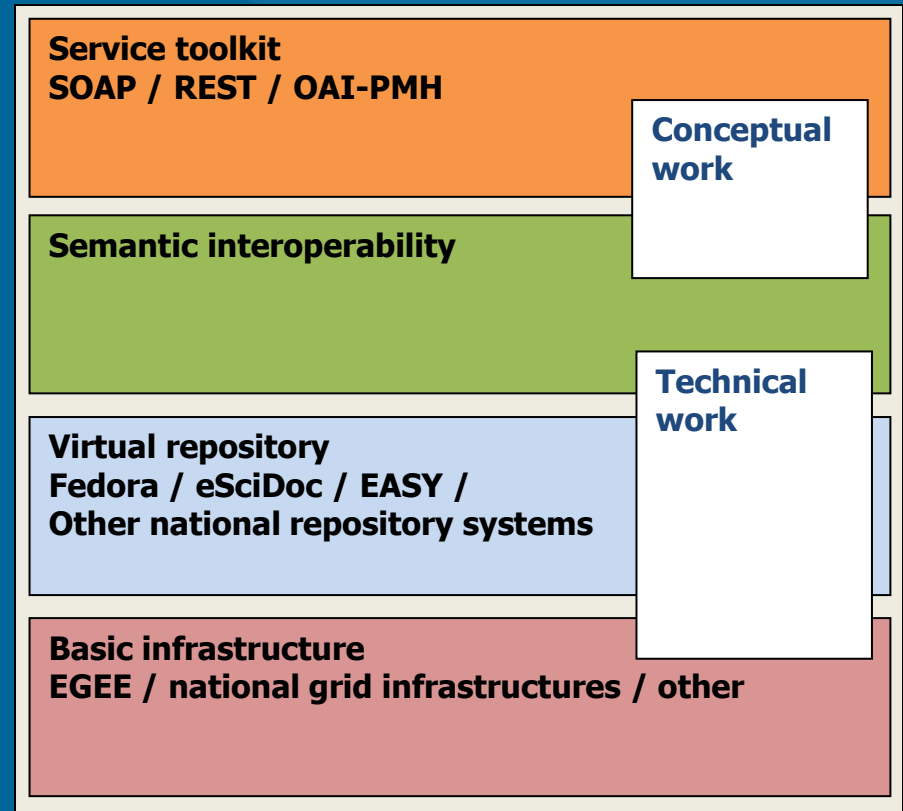 Service toolkit
SOAP / REST / OAI-PMH
Conceptual
work
Semantic interoperability
Technical
work
Virtual repository
Fedora / eSciDoc / EASY /
Other national repository systems
Basic infrastructure
EGEE / national grid infrastructures / other